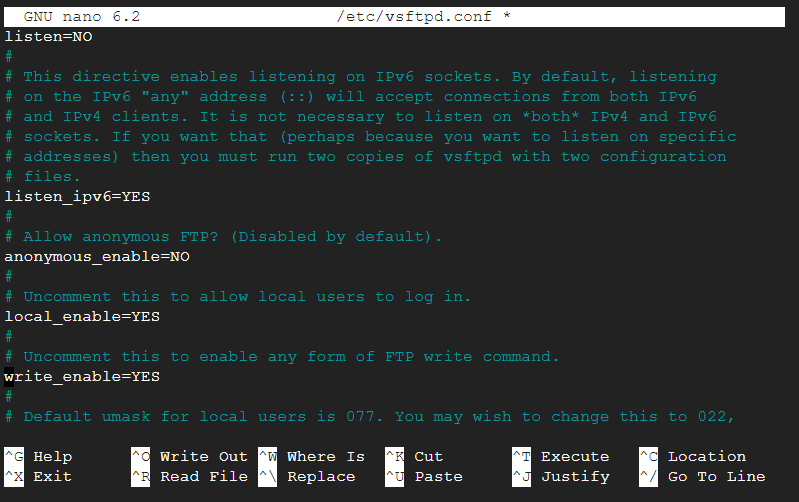 GNU nano 6.2 /etc/vsftpd.conf *
listen=NO
#
# This directive enables listening on IPv6 sockets. By default, listening
# on the IPv6 "any" address (::) will accept connections from both IPv6
# and IPv4 clients. It is not necessary to listen on *both* IPv4 and IPv6
# sockets. If you want that (perhaps because you want to listen on specific
# addresses) then you must run two copies of vsftpd with two configuration
# files.
listen_ipv6=YES
#
# Allow anonymous FTP? (Disabled by default).
anonymous_enable=NO
#
# Uncomment this to allow local users to log in.
local_enable=YES
#
# Uncomment this to enable any form of FTP write command.
write_enable=YES
#
# Default umask for local users is 077. You may wish to change this to 022,
^G Help ^O Write Out ^W Where Is ^K Cut ^T Execute ^C Location
^X Exit ^R Read File ^\ Replace ^U Paste ^J Justify ^/ Go To Line